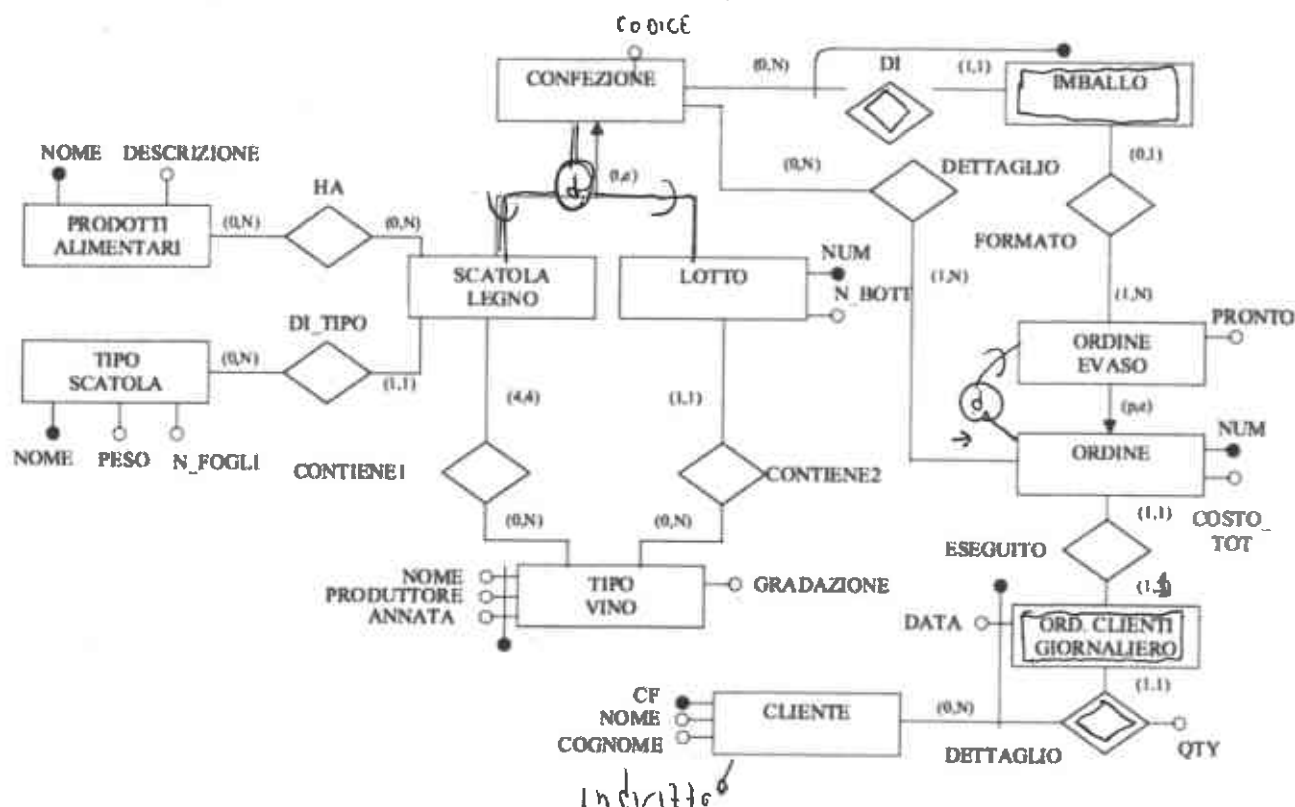 CODICE
CONFEZIONE
(0,N)
DI
(1,1)
IMBALLO
NOME
DESCRIZIONE
HA
d
(t,e)
(0,N)
DETTAGLIO
(0,1)
PRODOTTI
ALIMENTARI
(0,N)
(0,N)
FORMATO
SCATOLA
LEGNO
LOTTO
NUM
N_BOTT
(1,N)
(1,N)
DI_TIPO
TIPO
SCATOLA
(0,N)
(1,1)
ORDINE
EVASO
PRONTO
d
(p,e)
(4,4)
(1,1)
NOME
PESO
N_FOGLI
CONTIENE1
CONTIENE2
ORDINE
NUM
COSTO_
TOT
(0,N)
(0,N)
(1,1)
ESEGUITO
NOME
PRODUTTORE
ANNATA
TIPO
VINO
GRADAZIONE
DATA
ORD. CLIENTI
GIORNALIERO
(1,1)
CF
NOME
COGNOME
CLIENTE
(0,N)
DETTAGLIO
QTY
Indirizzo